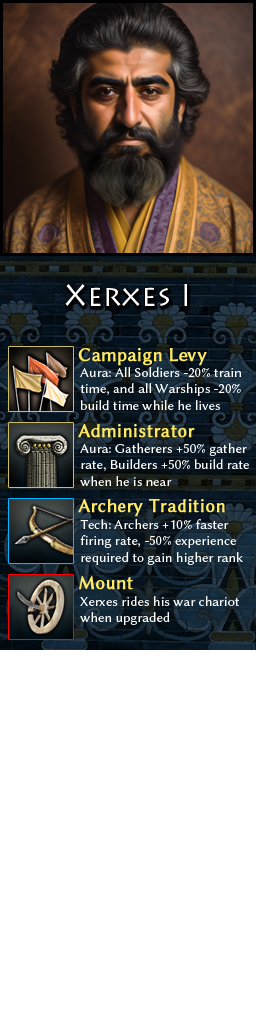 Xerxes I
Campaign Levy
Aura: All Soldiers -20% train
time, and all Warships -20%
build time while he lives
Administrator
Aura: Gatherers +50% gather
rate, Builders +50% build rate
when he is near
Archery Tradition
Tech: Archers +10% faster
firing rate, -50% experience
required to gain higher rank
Mount
Xerxes rides his war chariot
when upgraded